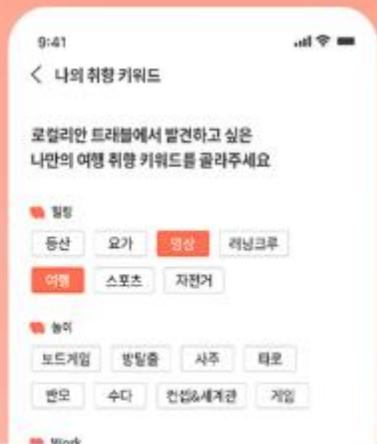 9:41
나의 취향 키워드
로컬리안 트래블에서 발견하고 싶은
나만의 여행 취향 키워드를 골라주세요
힐링
등산 요가 명상 러닝크루
여행 스포츠 자전거
놀이
보드게임 방탈출 사주 타로
반모 수다 컨셉&세계관 게임
Work